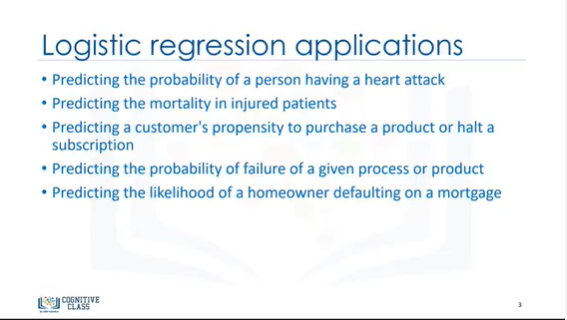 Logistic regression applications
• Predicting the probability of a person having a heart attack
• Predicting the mortality in injured patients
• Predicting a customer's propensity to purchase a product or halt a
subscription
• Predicting the probability of failure of a given process or product
• Predicting the likelihood of a homeowner defaulting on a mortgage
COGNITIVE
CLASS
3